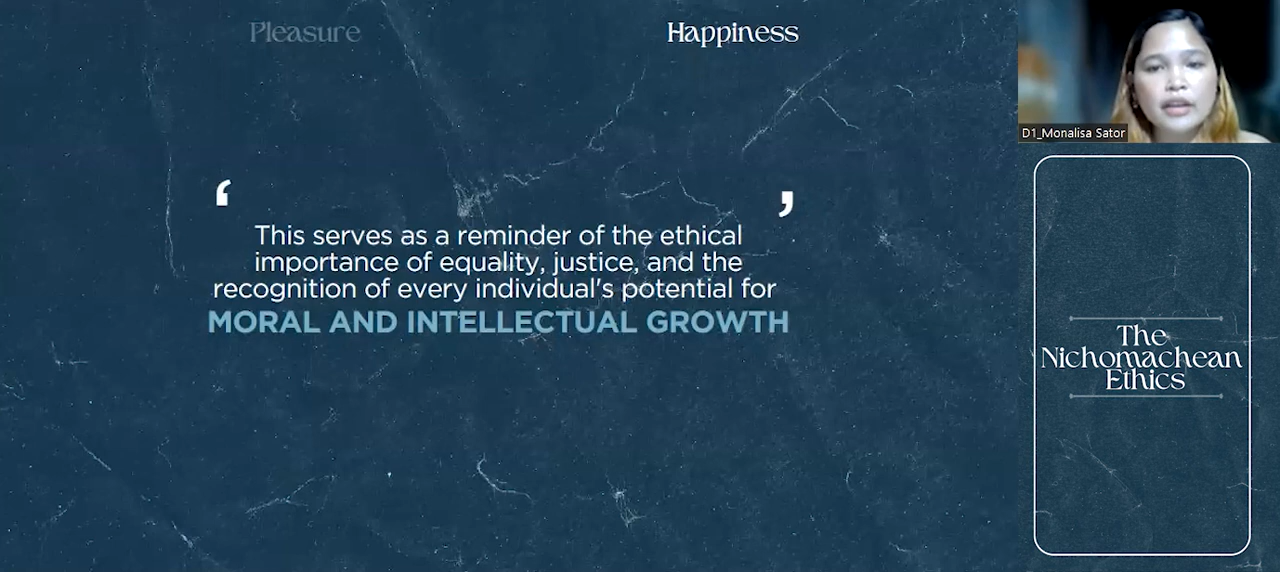 Pleasure
Happiness
D1_Monalisa Sator
‘ ’
This serves as a reminder of the ethical
importance of equality, justice, and the
recognition of every individual's potential for
MORAL AND INTELLECTUAL GROWTH
The
Nichomachean
Ethics